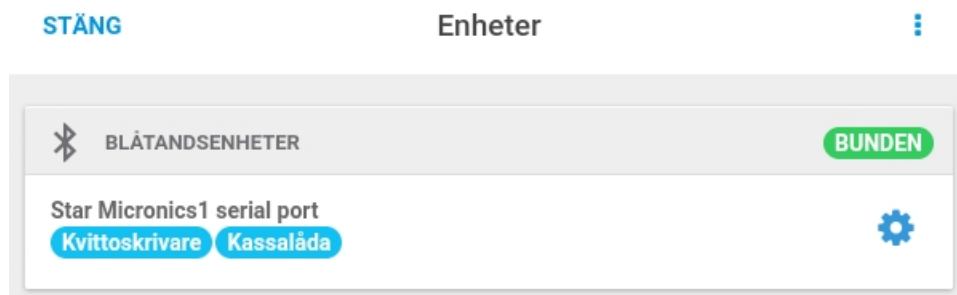 STÄNG Enheter
BLÅTANDSENHETER BUNDEN
Star Micronics1 serial port
Kvittoskrivare Kassalåda